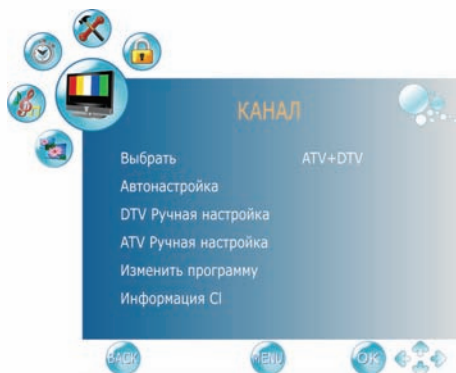 КАНАЛ
Выбрать ATV+DTV
Автонастройка
DTV Ручная настройка
ATV Ручная настройка
Изменить программу
Информация CI
BACK MENU OK